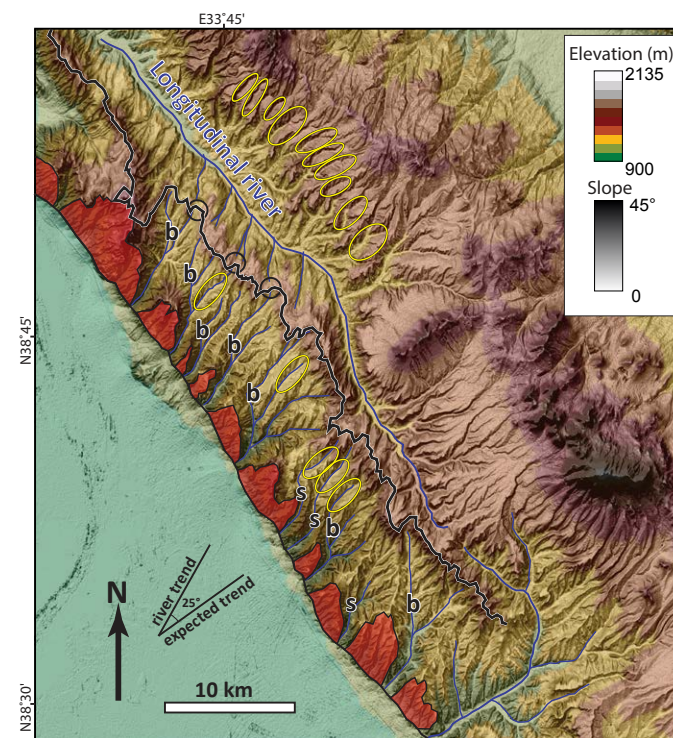 E33°45'
Elevation (m)
2135
900
Slope
45°
0
Longitudinal river
b
b
b
b
b
s
s
b
s
b
N38°45'
N38°30'
N
river trend
25°
expected trend
10 km